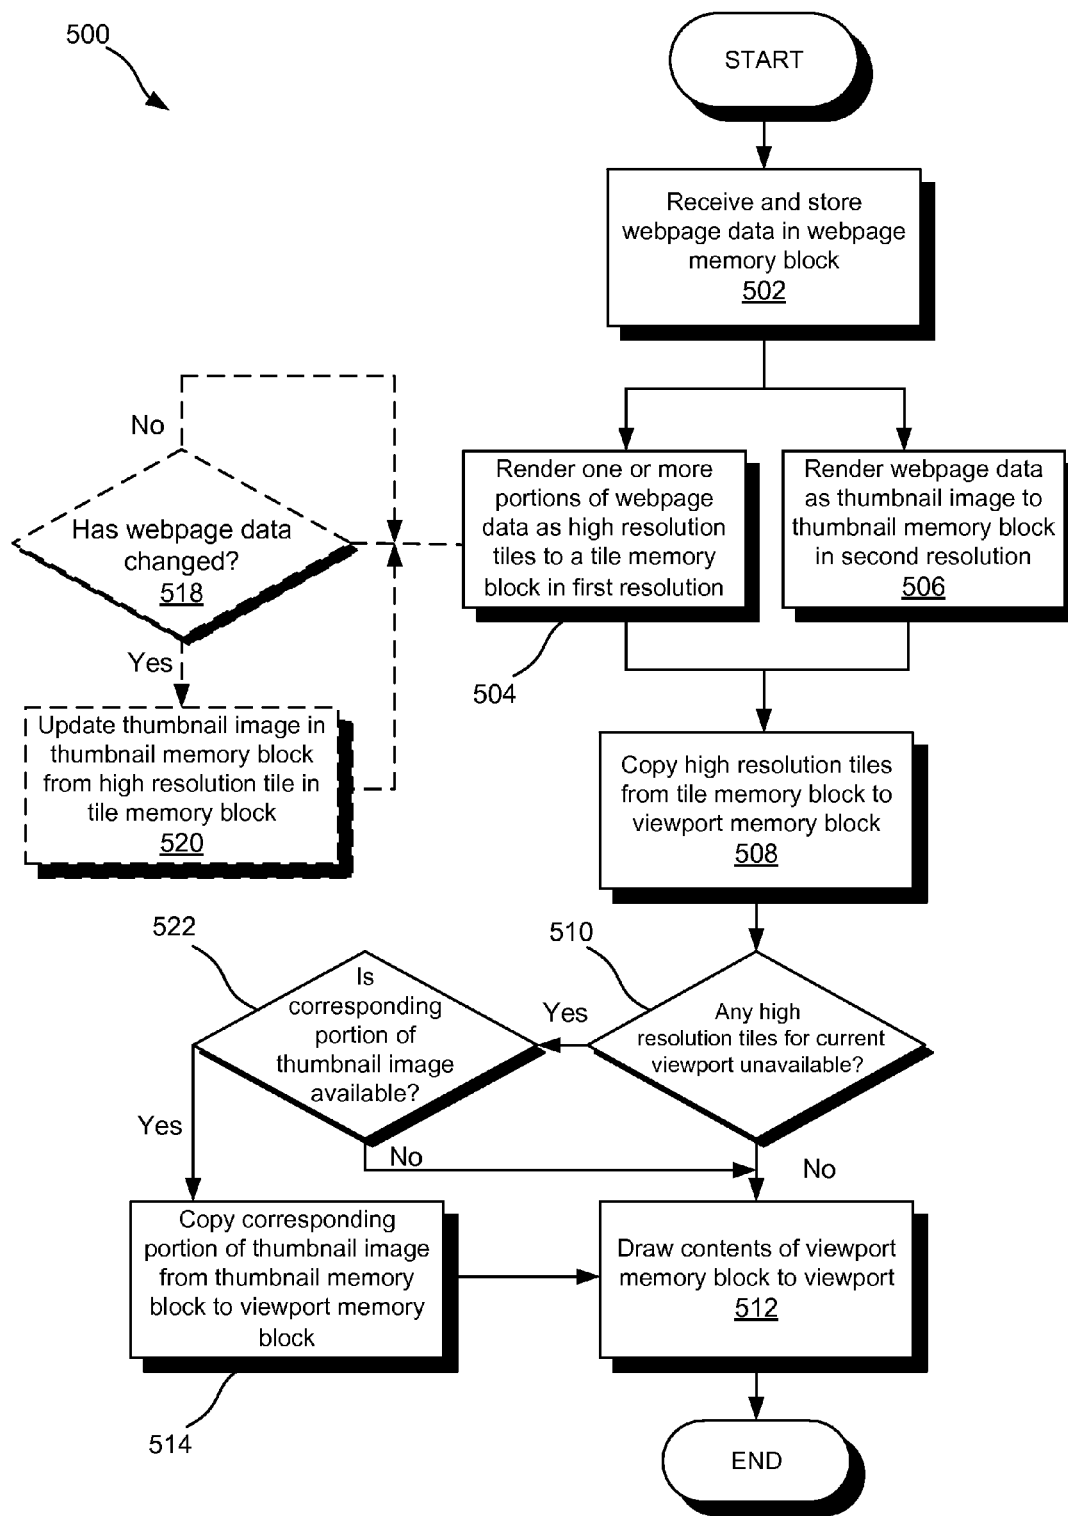 500
START
Receive and store
webpage data in webpage
memory block
502
No
Has webpage data
changed?
518
Yes
Update thumbnail image in
thumbnail memory block
from high resolution tile in
tile memory block
520
Render one or more
portions of webpage
data as high resolution
tiles to a tile memory
block in first resolution
504
Render webpage data
as thumbnail image to
thumbnail memory block
in second resolution
506
Copy high resolution tiles
from tile memory block to
viewport memory block
508
510
Any high
resolution tiles for current
viewport unavailable?
Yes
No
522
Is
corresponding
portion of
thumbnail image
available?
Yes
No
Copy corresponding
portion of thumbnail image
from thumbnail memory
block to viewport memory
block
514
Draw contents of viewport
memory block to viewport
512
END